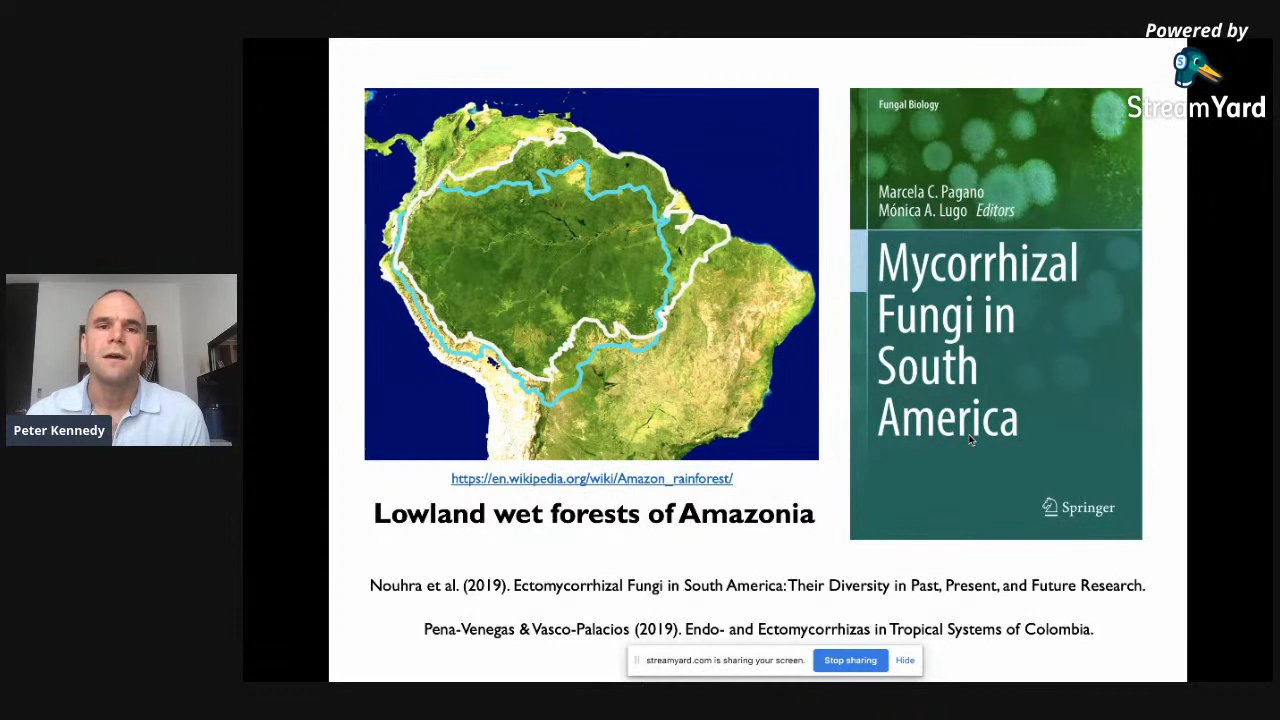 Powered by
StreamYard
Fungal Biology
Marcela C. Pagano
Mónica A. Lugo Editors
Mycorrhizal
Fungi in
South
America
Springer
https://en.wikipedia.org/wiki/Amazon_rainforest/
Lowland wet forests of Amazonia
Peter Kennedy
Nouhra et al. (2019). Ectomycorrhizal Fungi in South America: Their Diversity in Past, Present, and Future Research.
Pena-Venegas & Vasco-Palacios (2019). Endo- and Ectomycorrhizas in Tropical Systems of Colombia.
streamyard.com is sharing your screen. Stop sharing Hide